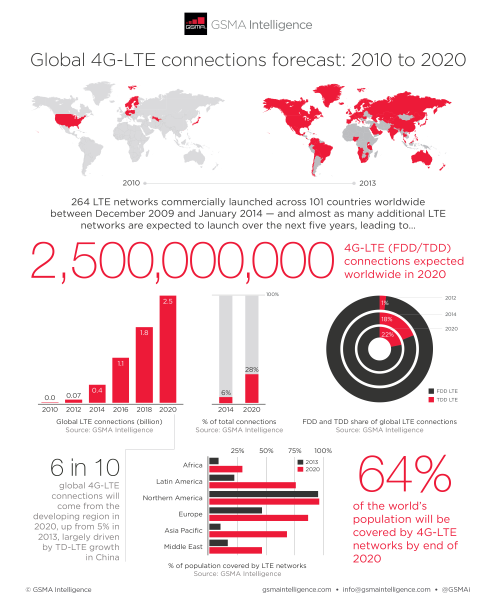 GSMA
GSMA Intelligence
Global 4G-LTE connections forecast: 2010 to 2020
2010
2013
264 LTE networks commercially launched across 101 countries worldwide
between December 2009 and January 2014 — and almost as many additional LTE
networks are expected to launch over the next five years, leading to...
2,500,000,000
4G-LTE (FDD/TDD)
connections expected
worldwide in 2020
0.0
0.07
0.4
1.1
1.8
2.5
2010 2012 2014 2016 2018 2020
Global LTE connections (billion)
Source: GSMA Intelligence
100%
6%
28%
2014 2020
% of total connections
Source: GSMA Intelligence
2012
2014
2020
1%
18%
22%
FDD LTE
TDD LTE
FDD and TDD share of global LTE connections
Source: GSMA Intelligence
6 in 10
global 4G-LTE
connections will
come from the
developing region in
2020, up from 5% in
2013, largely driven
by TD-LTE growth
in China
25% 50% 75% 100%
2013
2020
Africa
Latin America
Northern America
Europe
Asia Pacific
Middle East
% of population covered by LTE networks
Source: GSMA Intelligence
64%
of the world's
population will be
covered by 4G-LTE
networks by end of
2020
© GSMA Intelligence
gsmaintelligence.com • info@gsmaintelligence.com • @GSMAi